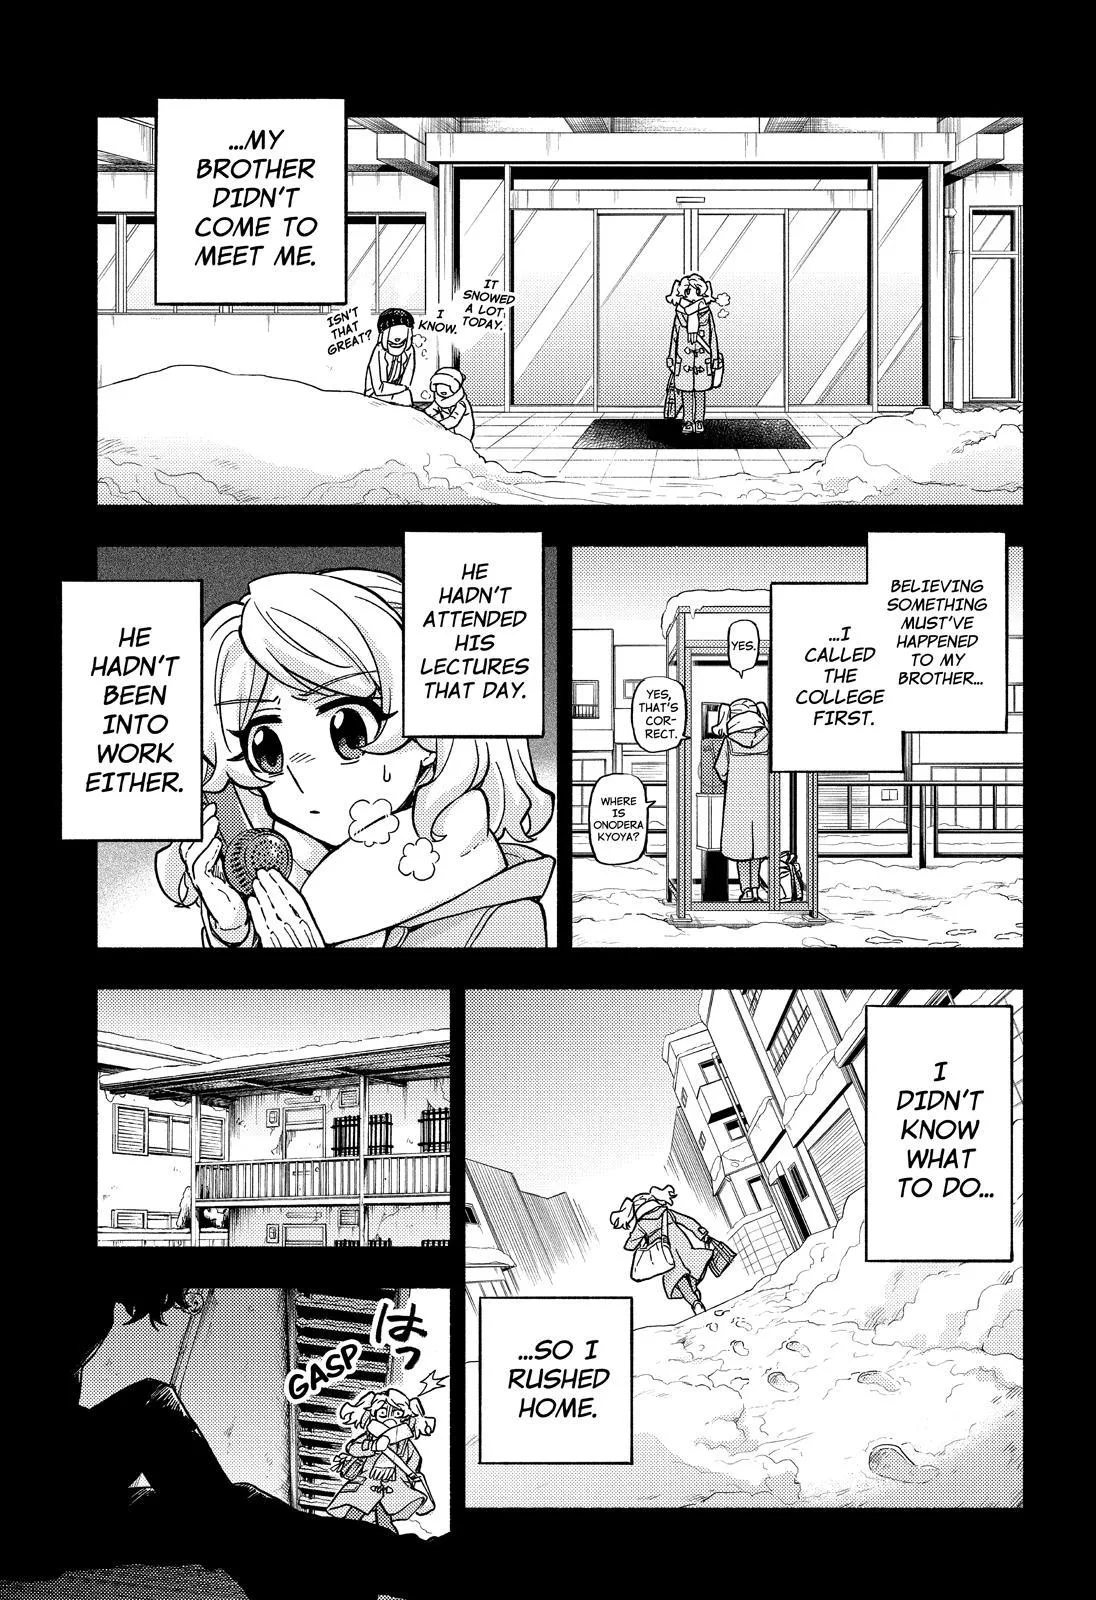 ...MY
BROTHER
DIDN'T
COME TO
MEET ME.
IT
SNOWED
A LOT
TODAY.
I
KNOW.
ISN'T
THAT
GREAT?
BELIEVING
SOMETHING
MUST'VE
HAPPENED
TO MY
BROTHER...
...I
CALLED
THE
COLLEGE
FIRST.
YES.
YES,
THAT'S
COR-
RECT.
WHERE
IS
ONODERA
KYOYA?
HE
HADN'T
ATTENDED
HIS
LECTURES
THAT DAY.
HE
HADN'T
BEEN
INTO
WORK
EITHER.
I
DIDN'T
KNOW
WHAT
TO DO...
...SO I
RUSHED
HOME.
はっ
GASP